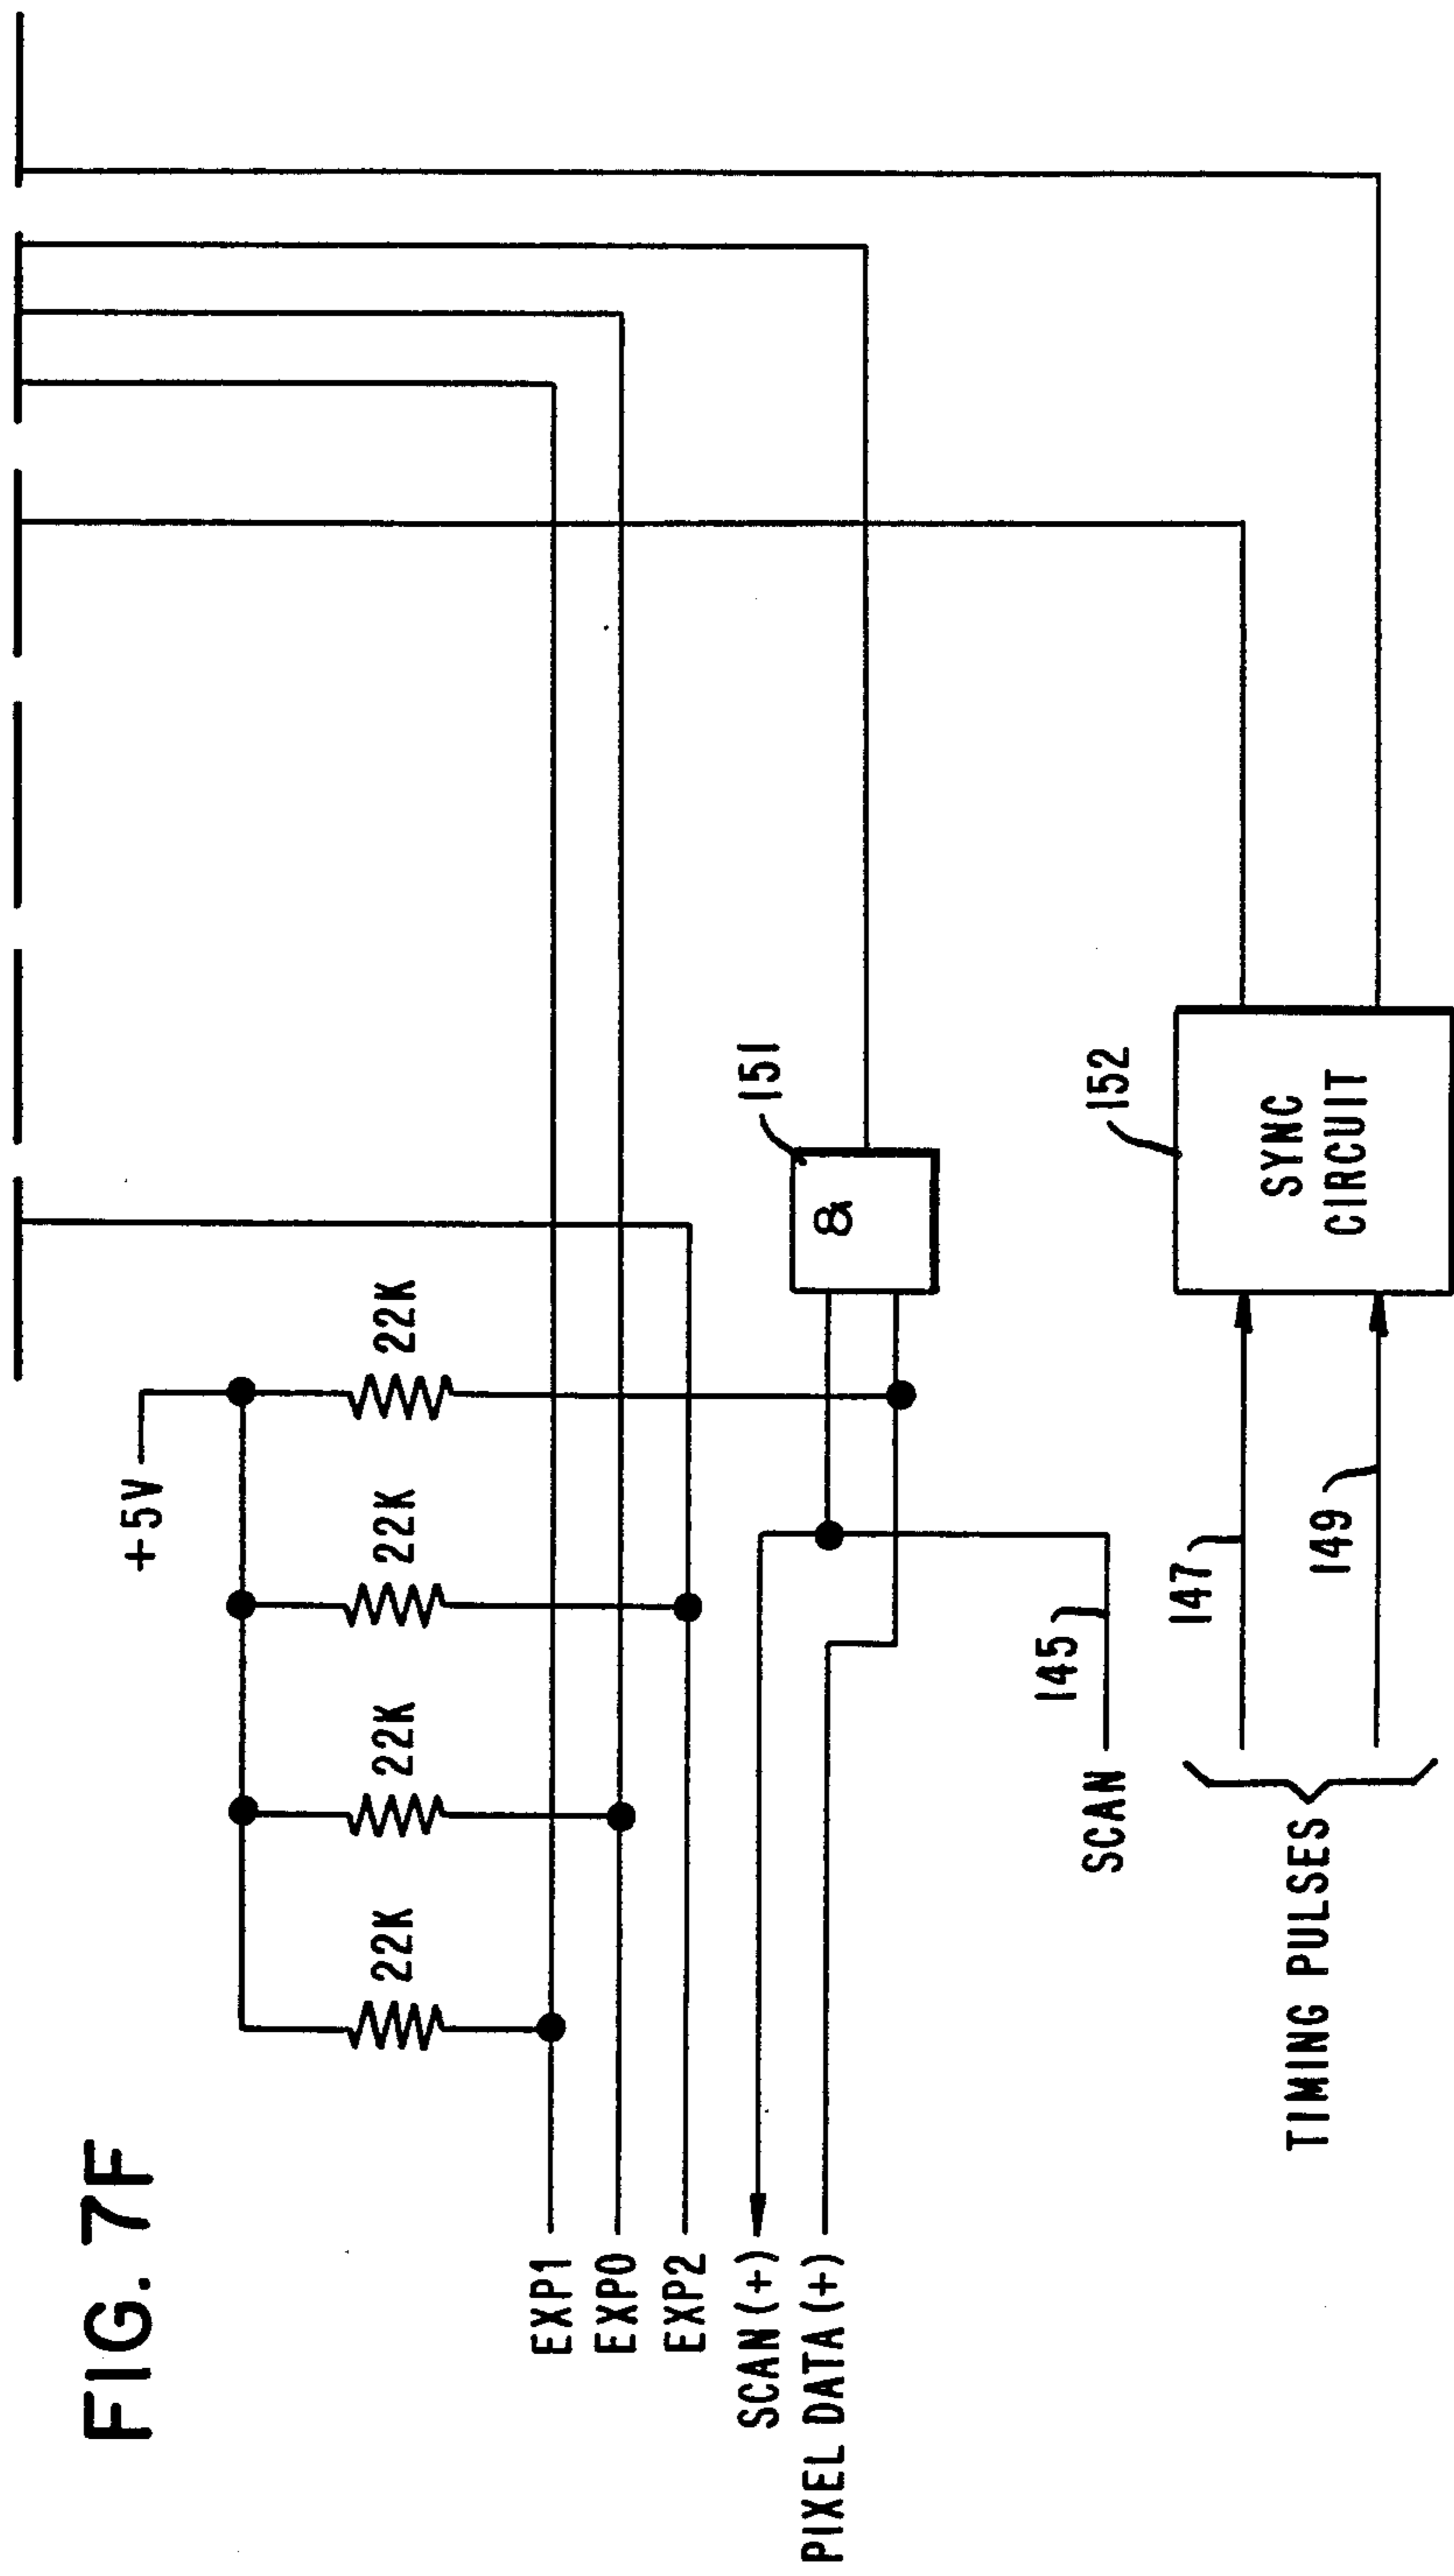 FIG. 7F
+5V
22K
22K
22K
22K
EXP1
EXP0
EXP2
SCAN(+)
PIXEL DATA(+)
&
151
SCAN
145
TIMING PULSES
147
149
152
SYNC
CIRCUIT